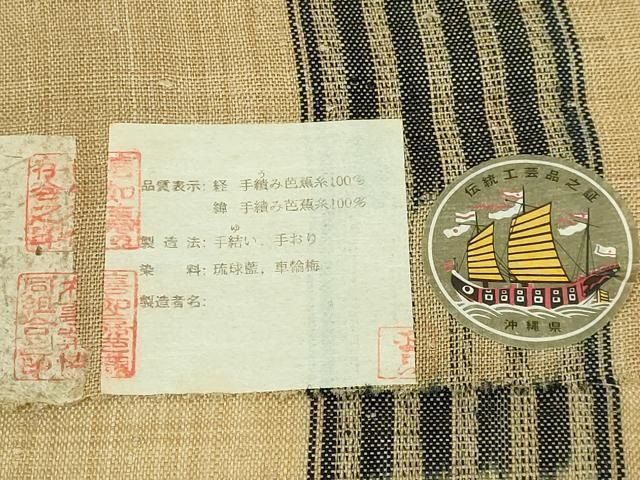 品質表示: 経 手績み芭蕉糸100%
う
緯 手績み芭蕉糸100%
ゆ
製造法: 手結い、手おり
染料: 琉球藍、車輪梅
製造者名:
伝統工芸品之証
沖縄県